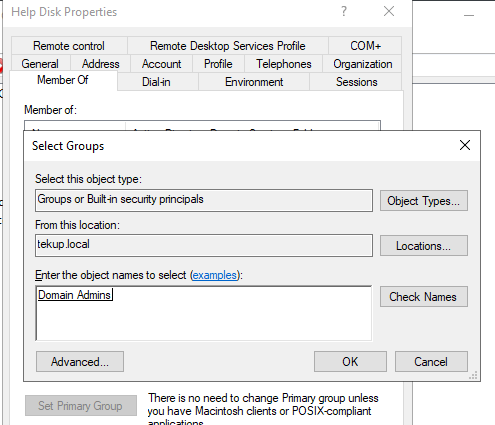 Help Disk Properties
?
Remote control
Remote Desktop Services Profile
COM+
General
Address
Account
Profile
Telephones
Organization
Member Of
Dial-in
Environment
Sessions
Member of:
Select Groups
Select this object type:
Groups or Built-in security principals
Object Types...
From this location:
tekup.local
Locations...
Enter the object names to select (examples):
Domain Admins
Check Names
Advanced...
OK
Cancel
Set Primary Group
There is no need to change Primary group unless
you have Macintosh clients or POSIX-compliant
applications.